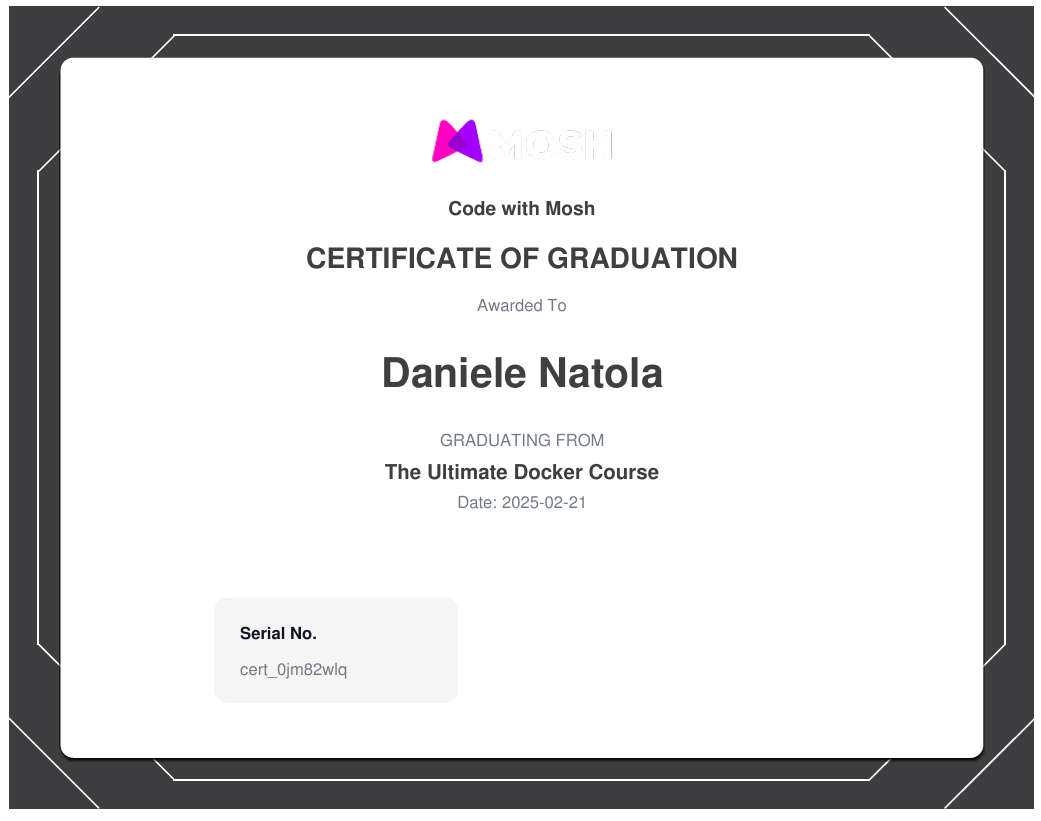 MOSH
Code with Mosh
CERTIFICATE OF GRADUATION
Awarded To
Daniele Natola
GRADUATING FROM
The Ultimate Docker Course
Date: 2025-02-21
Serial No.
cert_0jm82wlq